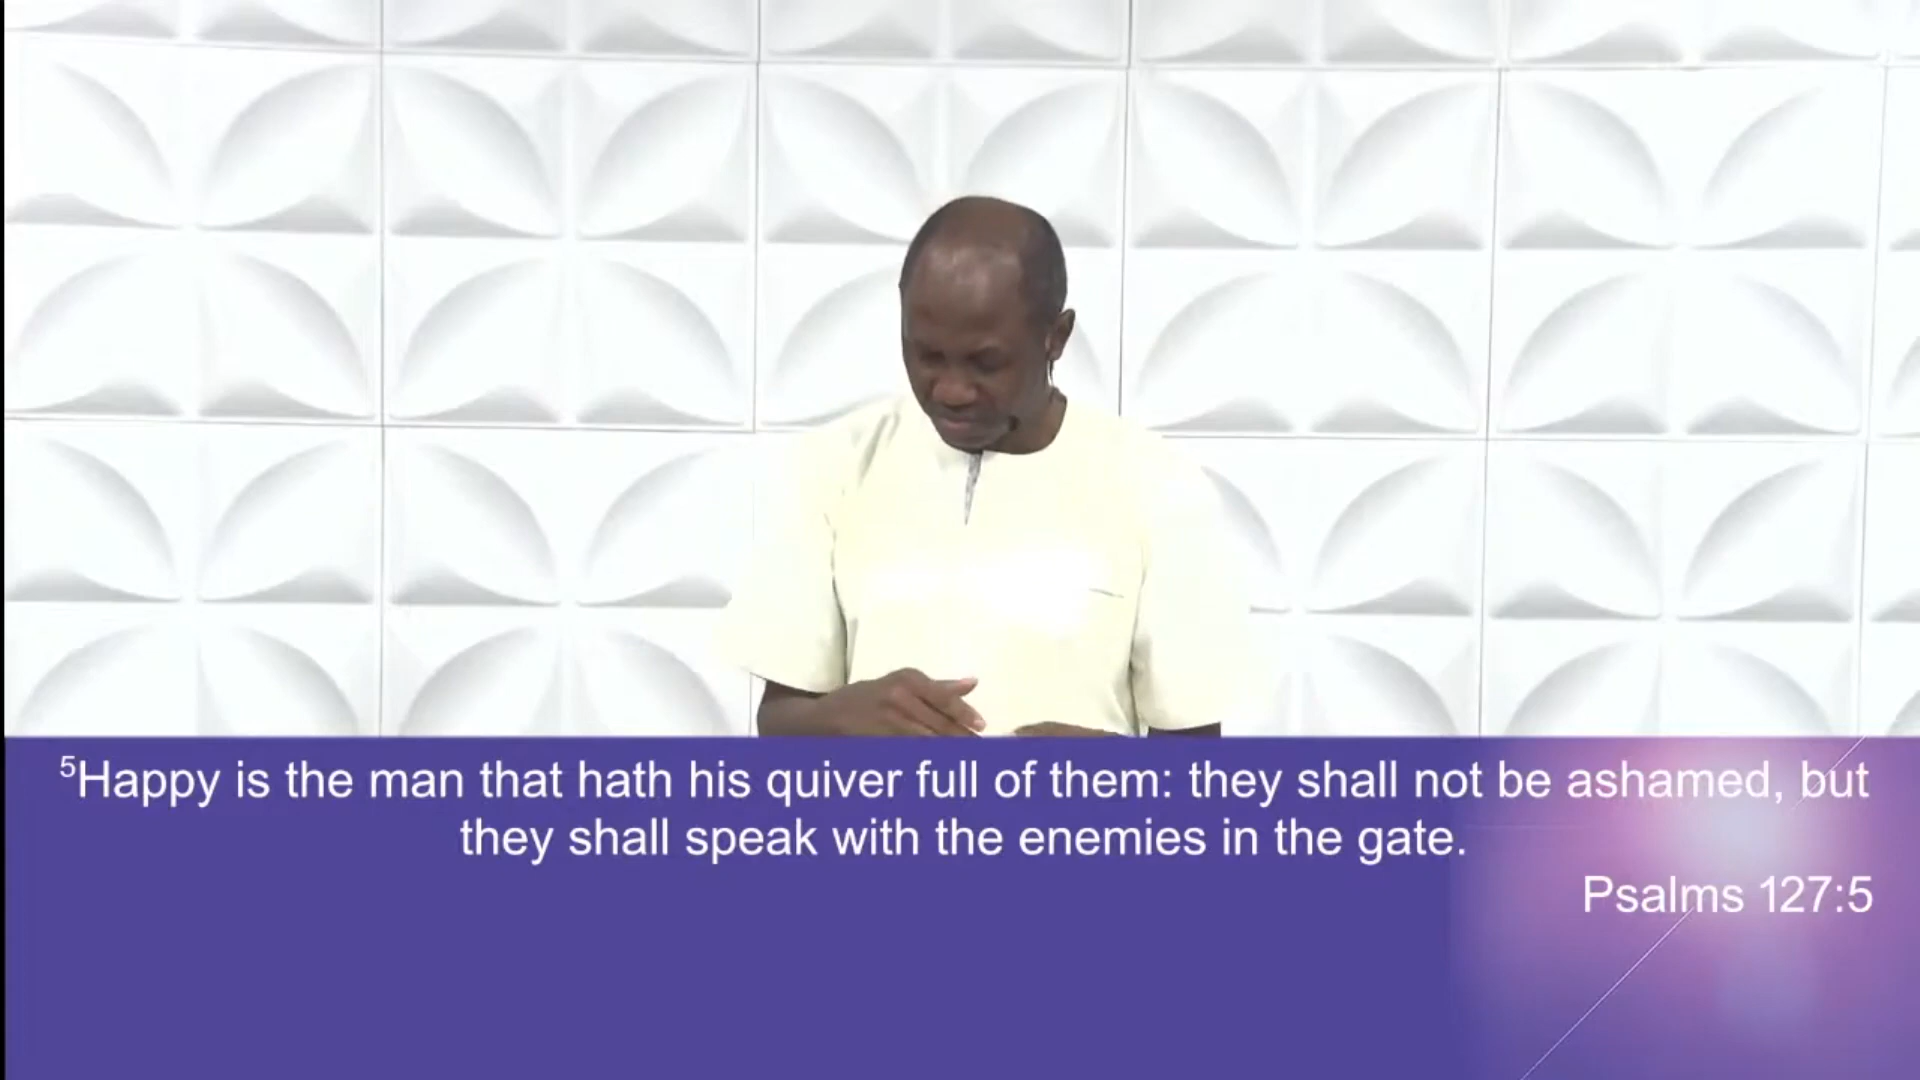 ⁵Happy is the man that hath his quiver full of them: they shall not be ashamed, but
they shall speak with the enemies in the gate.
Psalms 127:5